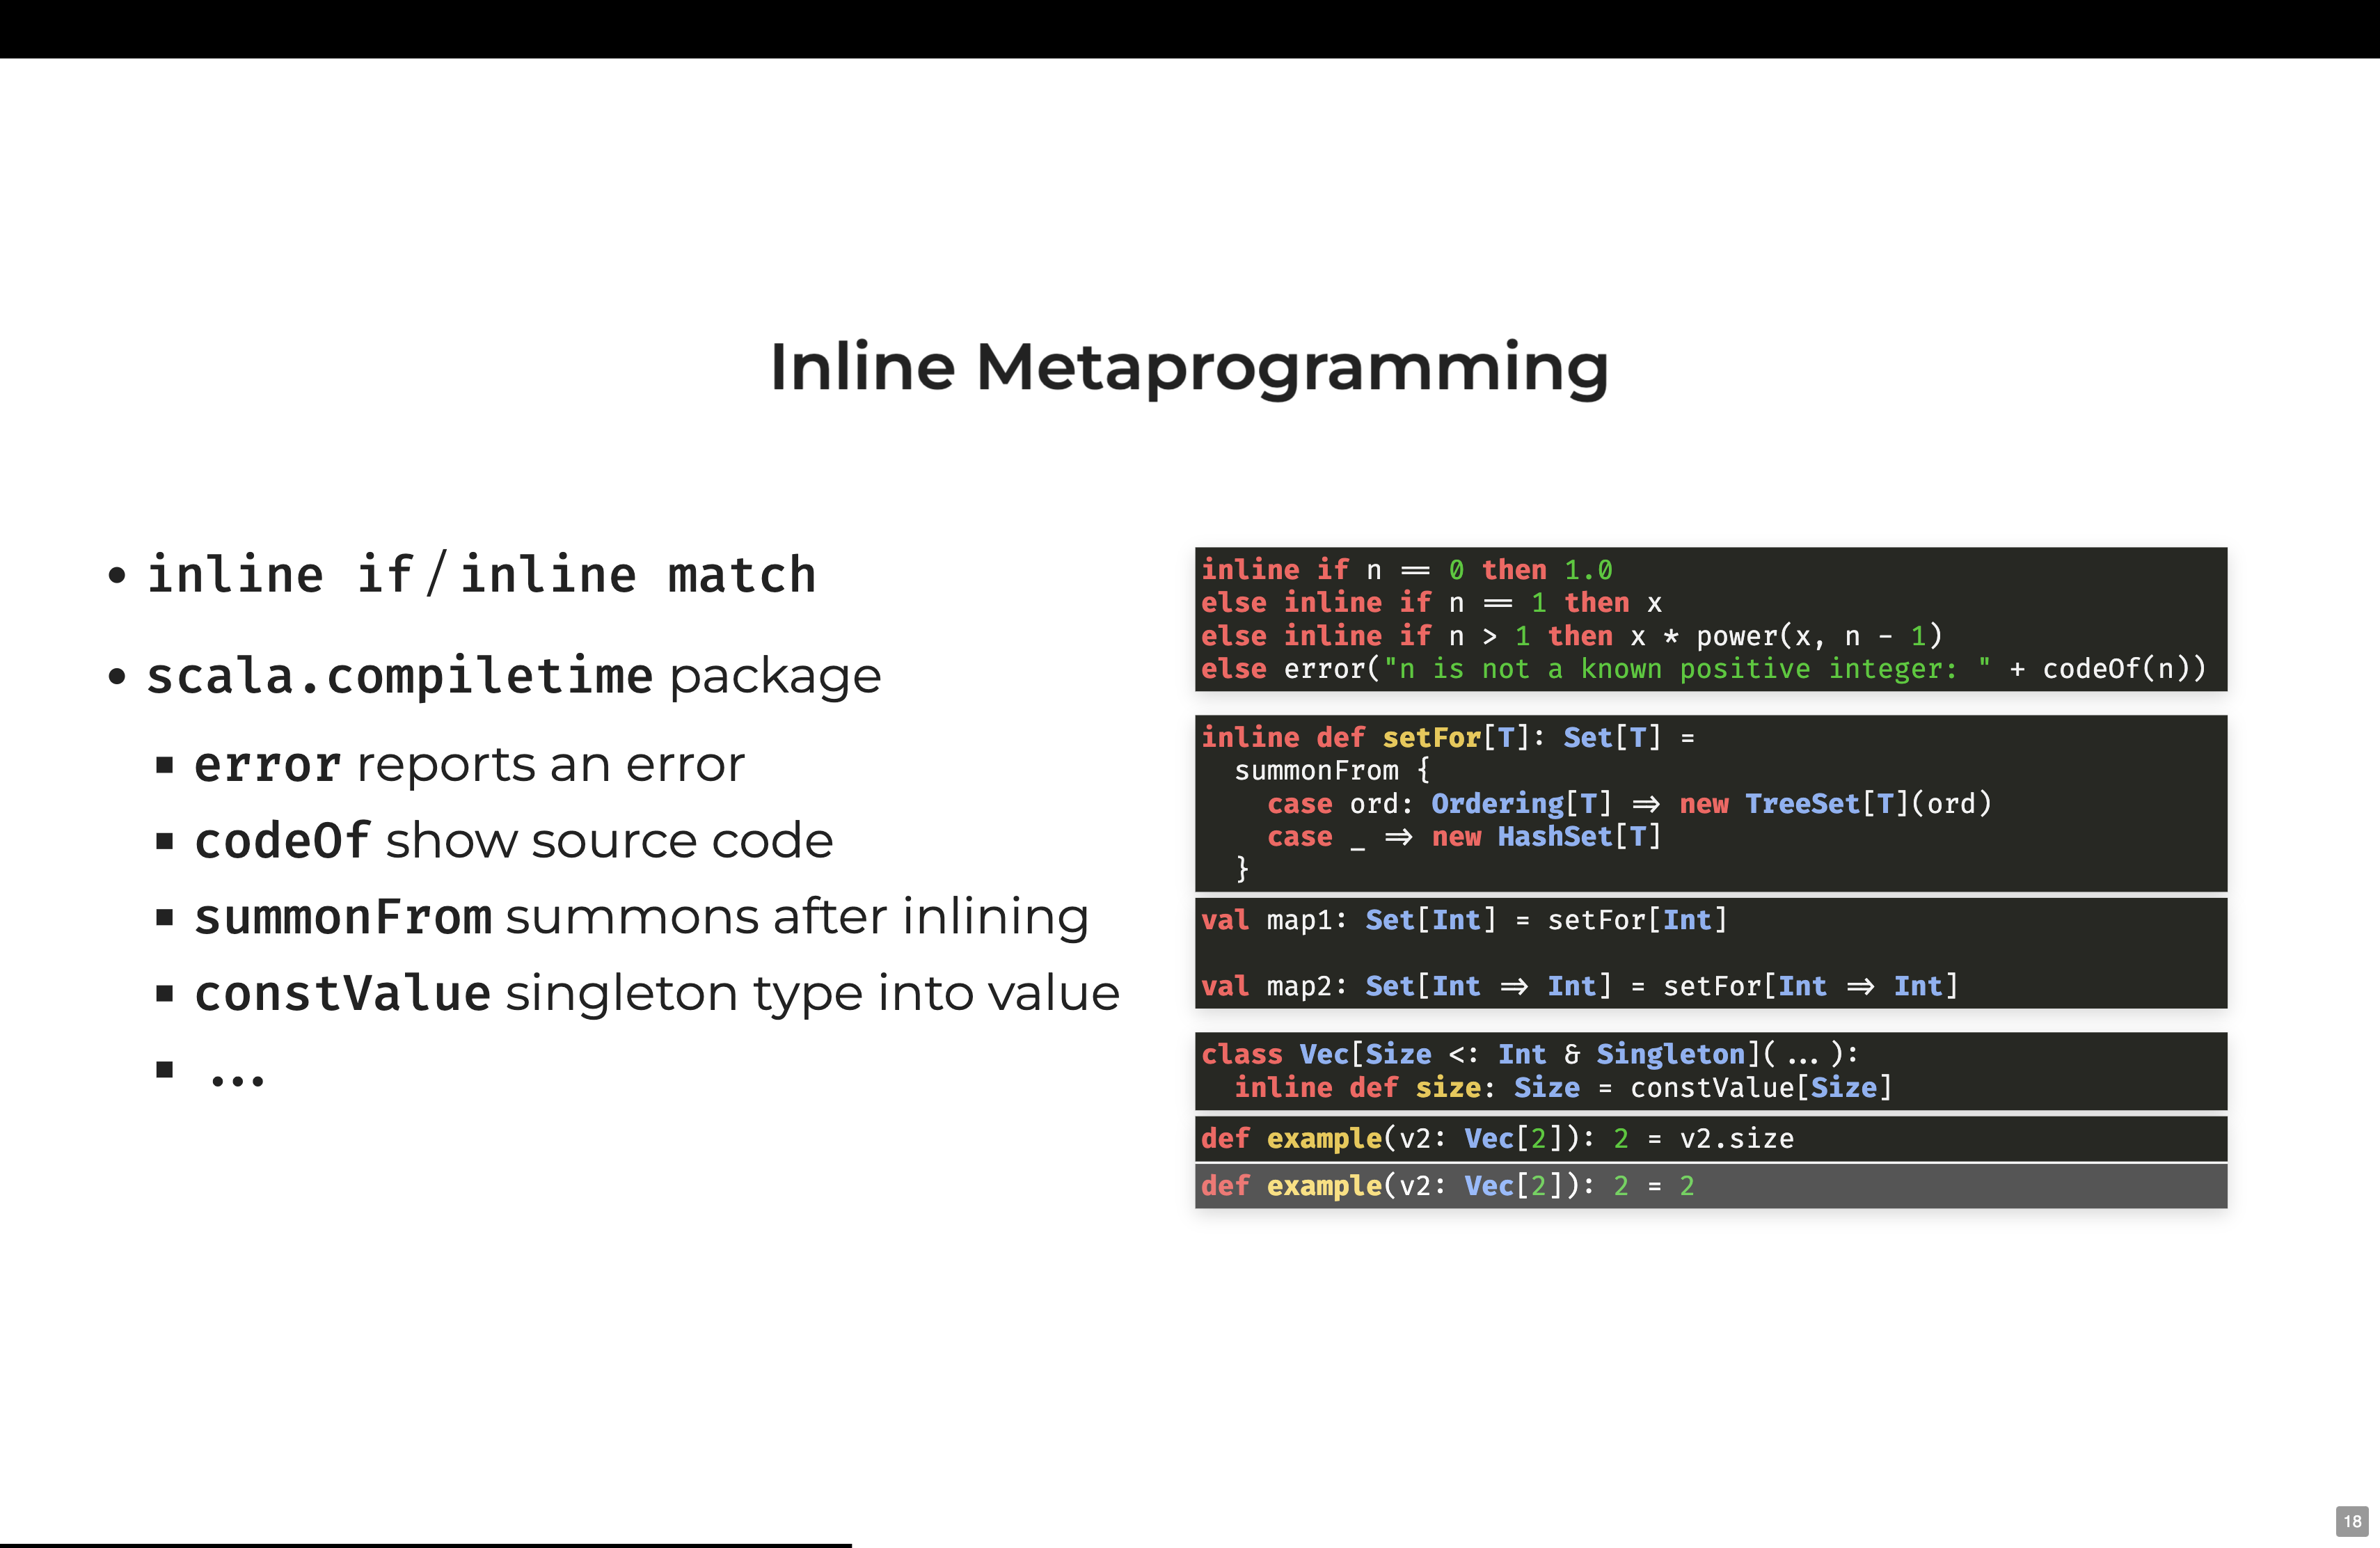 Inline Metaprogramming
• inline if/inline match
• scala.compiletime package
▪ error reports an error
▪ codeOf show source code
▪ summonFrom summons after inlining
▪ constValue singleton type into value
▪ ...
inline if n == 0 then 1.0
else inline if n == 1 then x
else inline if n > 1 then x * power(x, n - 1)
else error("n is not a known positive integer: " + codeOf(n))
inline def setFor[T]: Set[T] =
  summonFrom {
    case ord: Ordering[T] => new TreeSet[T](ord)
    case _ => new HashSet[T]
  }
val map1: Set[Int] = setFor[Int]
val map2: Set[Int => Int] = setFor[Int => Int]
class Vec[Size <: Int & Singleton](...):
  inline def size: Size = constValue[Size]
def example(v2: Vec[2]): 2 = v2.size
def example(v2: Vec[2]): 2 = 2
18